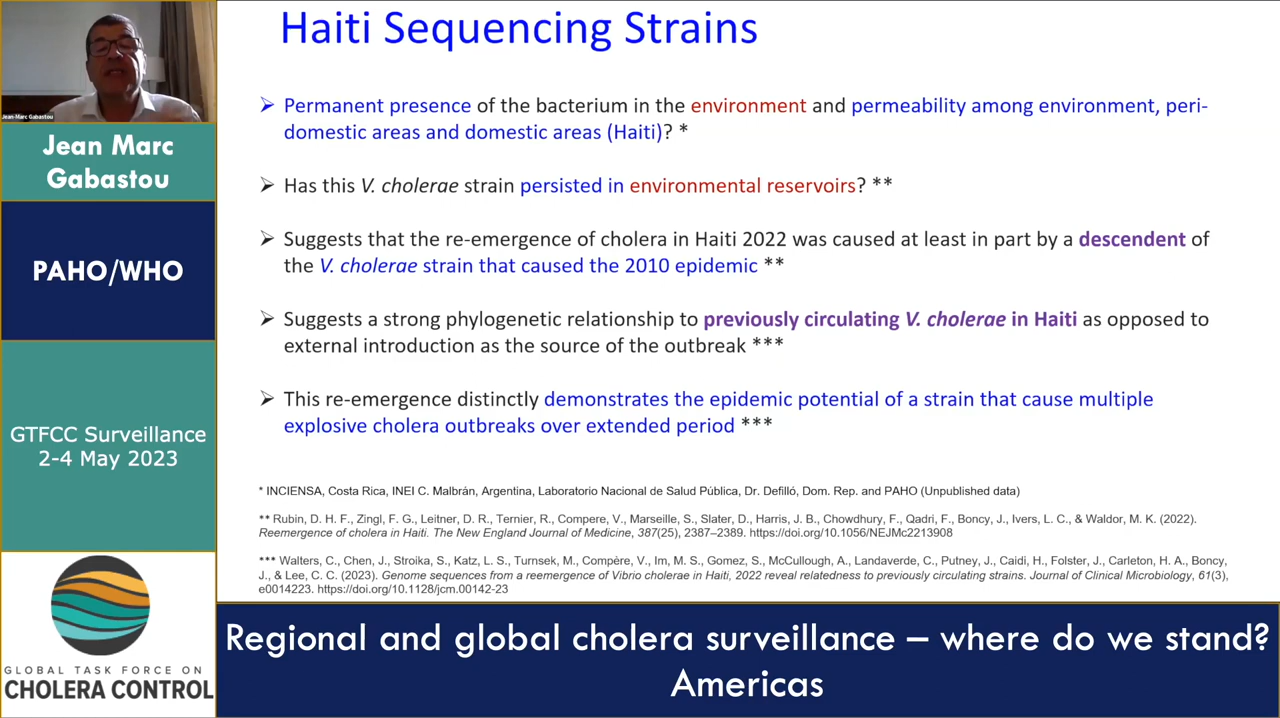 Haiti Sequencing Strains
➢ Permanent presence of the bacterium in the environment and permeability among environment, peri-
domestic areas and domestic areas (Haiti)? *
➢ Has this V. cholerae strain persisted in environmental reservoirs? **
➢ Suggests that the re-emergence of cholera in Haiti 2022 was caused at least in part by a descendent of
the V. cholerae strain that caused the 2010 epidemic **
➢ Suggests a strong phylogenetic relationship to previously circulating V. cholerae in Haiti as opposed to
external introduction as the source of the outbreak ***
➢ This re-emergence distinctly demonstrates the epidemic potential of a strain that cause multiple
explosive cholera outbreaks over extended period ***
* INCIENSA, Costa Rica, INEI C. Malbrán, Argentina, Laboratorio Nacional de Salud Pública, Dr. Defilló, Dom. Rep. and PAHO (Unpublished data)
** Rubin, D. H. F., Zingl, F. G., Leitner, D. R., Ternier, R., Compere, V., Marseille, S., Slater, D., Harris, J. B., Chowdhury, F., Qadri, F., Boncy, J., Ivers, L. C., & Waldor, M. K. (2022).
Reemergence of cholera in Haiti. The New England Journal of Medicine, 387(25), 2387–2389. https://doi.org/10.1056/NEJMc2213908
*** Walters, C., Chen, J., Stroika, S., Katz, L. S., Turnsek, M., Compère, V., Im, M. S., Gomez, S., McCullough, A., Landaverde, C., Putney, J., Caidi, H., Folster, J., Carleton, H. A., Boncy,
J., & Lee, C. C. (2023). Genome sequences from a reemergence of Vibrio cholerae in Haiti, 2022 reveal relatedness to previously circulating strains. Journal of Clinical Microbiology, 61(3),
e0014223. https://doi.org/10.1128/jcm.00142-23
Jean Marc Gabastou
Jean Marc
Gabastou
PAHO/WHO
GTFCC Surveillance
2-4 May 2023
GLOBAL TASK FORCE ON
CHOLERA CONTROL
Regional and global cholera surveillance – where do we stand?
Americas